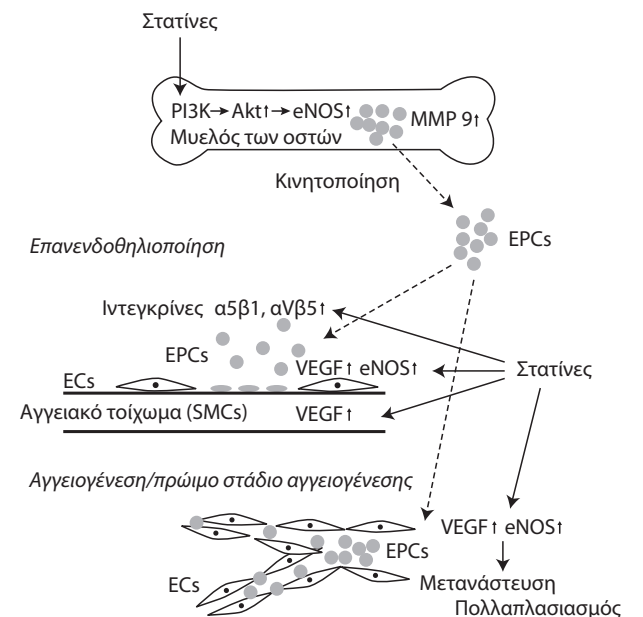 Στατίνες
PI3K→Akt↑→eNOS↑
MMP 9↑
Μυελός των οστών
Κινητοποίηση
EPCs
Επανενδοθηλιοποίηση
Ιντεγκρίνες α5β1, αVβ5↑
EPCs
VEGF↑ eNOS↑
Στατίνες
ECs
Αγγειακό τοίχωμα (SMCs) VEGF↑
Αγγειογένεση/πρώιμο στάδιο αγγειογένεσης
VEGF↑ eNOS↑
EPCs
ECs
Μετανάστευση
Πολλαπλασιασμός